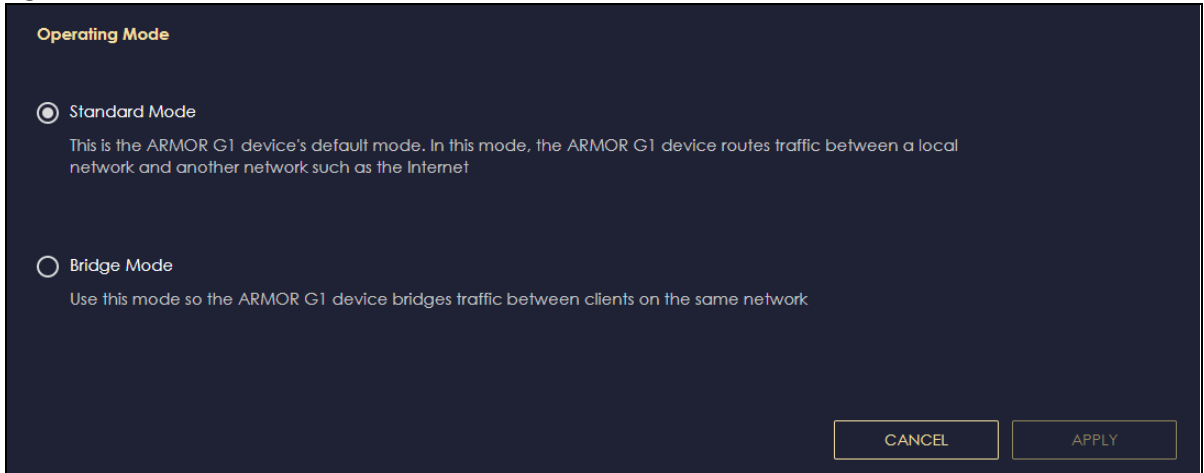 Operating Mode
Standard Mode
This is the ARMOR G1 device's default mode. In this mode, the ARMOR G1 device routes traffic between a local
network and another network such as the Internet
Bridge Mode
Use this mode so the ARMOR G1 device bridges traffic between clients on the same network
CANCEL
APPLY